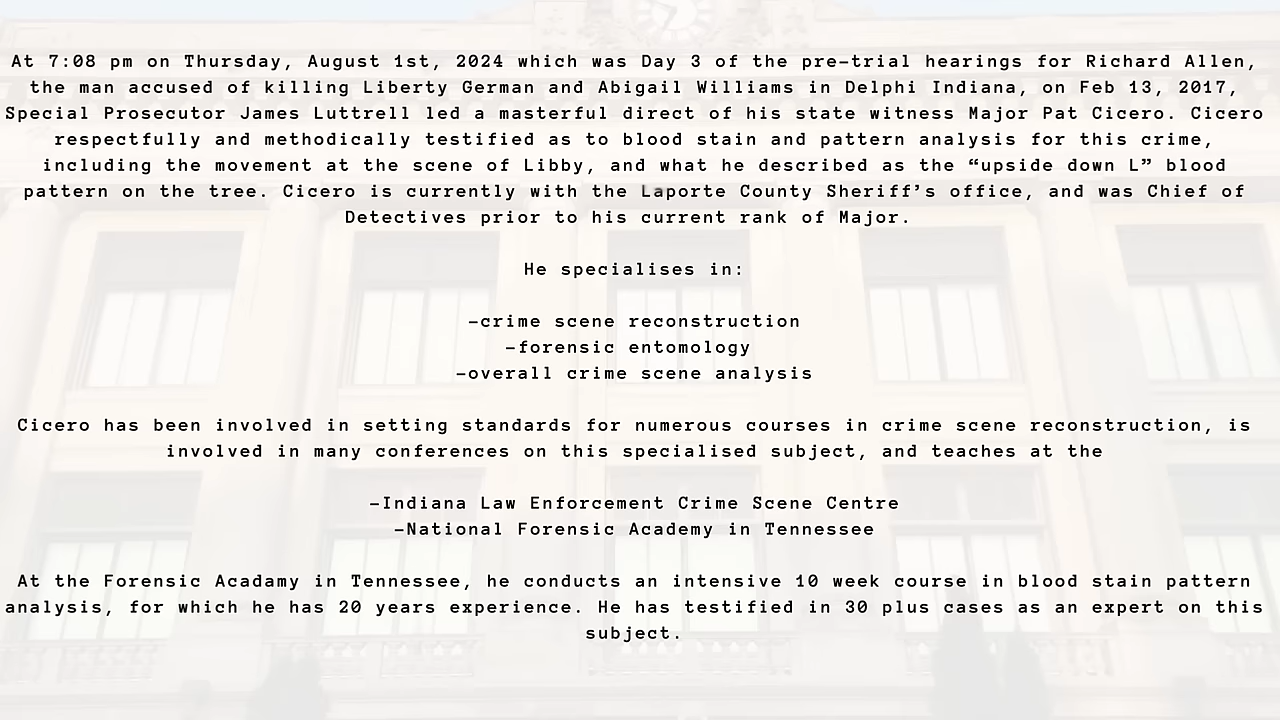 At 7:08 pm on Thursday, August 1st, 2024 which was Day 3 of the pre-trial hearings for Richard Allen,
the man accused of killing Liberty German and Abigail Williams in Delphi Indiana, on Feb 13, 2017,
Special Prosecutor James Luttrell led a masterful direct of his state witness Major Pat Cicero. Cicero
respectfully and methodically testified as to blood stain and pattern analysis for this crime,
including the movement at the scene of Libby, and what he described as the “upside down L” blood
pattern on the tree. Cicero is currently with the Laporte County Sheriff’s office, and was Chief of
Detectives prior to his current rank of Major.
He specialises in:
-crime scene reconstruction
-forensic entomology
-overall crime scene analysis
Cicero has been involved in setting standards for numerous courses in crime scene reconstruction, is
involved in many conferences on this specialised subject, and teaches at the
-Indiana Law Enforcement Crime Scene Centre
-National Forensic Academy in Tennessee
At the Forensic Acadamy in Tennessee, he conducts an intensive 10 week course in blood stain pattern
analysis, for which he has 20 years experience. He has testified in 30 plus cases as an expert on this
subject.